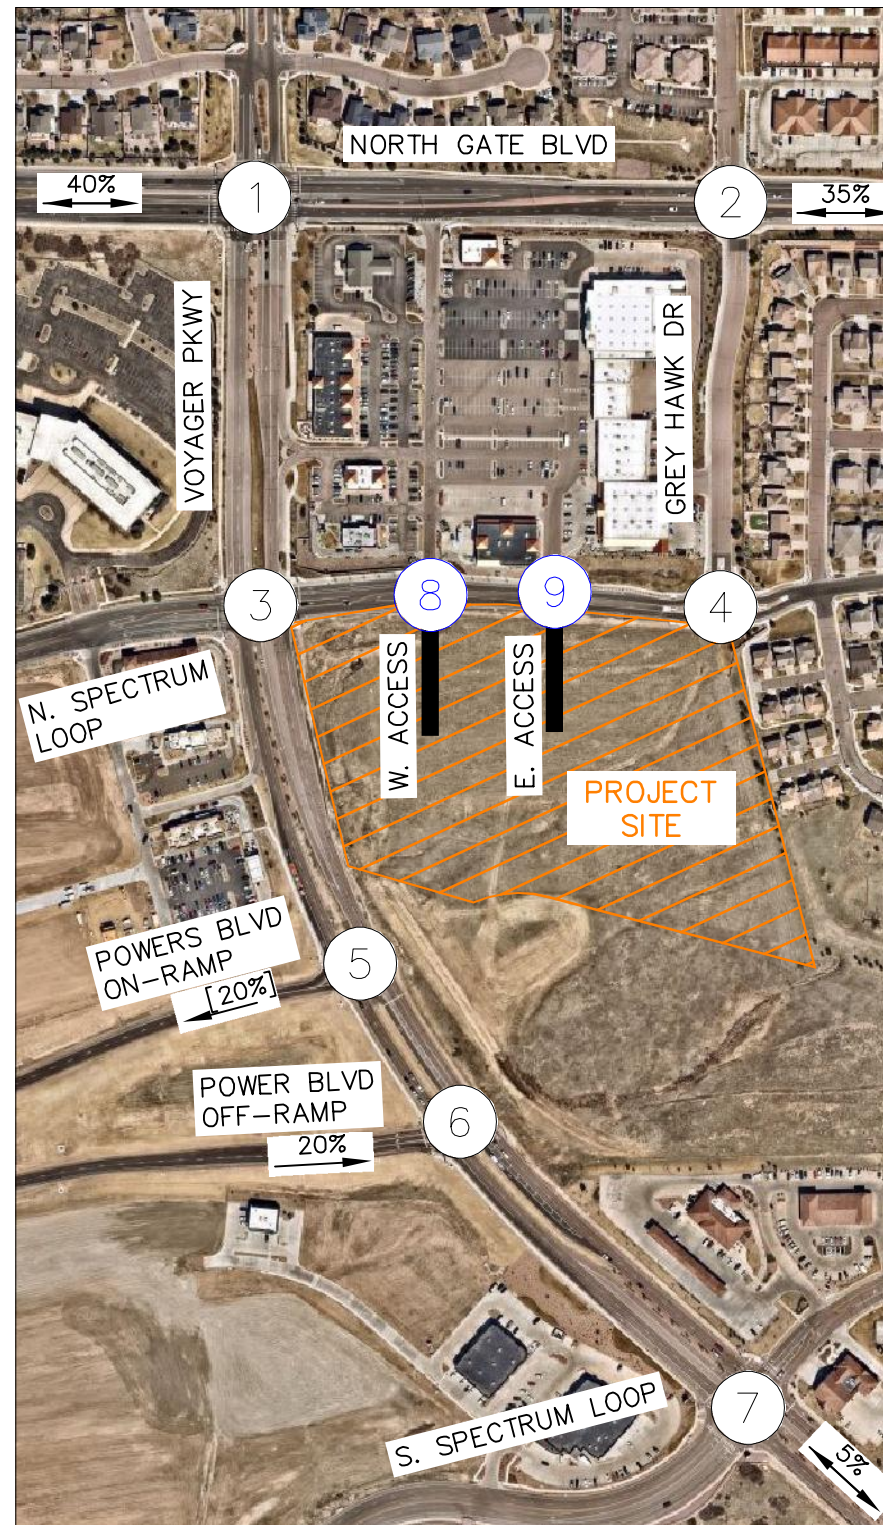 NORTH GATE BLVD
40%
1
2
35%
VOYAGER PKWY
GREY HAWK DR
3
8
9
4
N. SPECTRUM
LOOP
W. ACCESS
E. ACCESS
PROJECT
SITE
POWERS BLVD
ON-RAMP
[20%]
5
POWER BLVD
OFF-RAMP
20%
6
S. SPECTRUM LOOP
7
5%